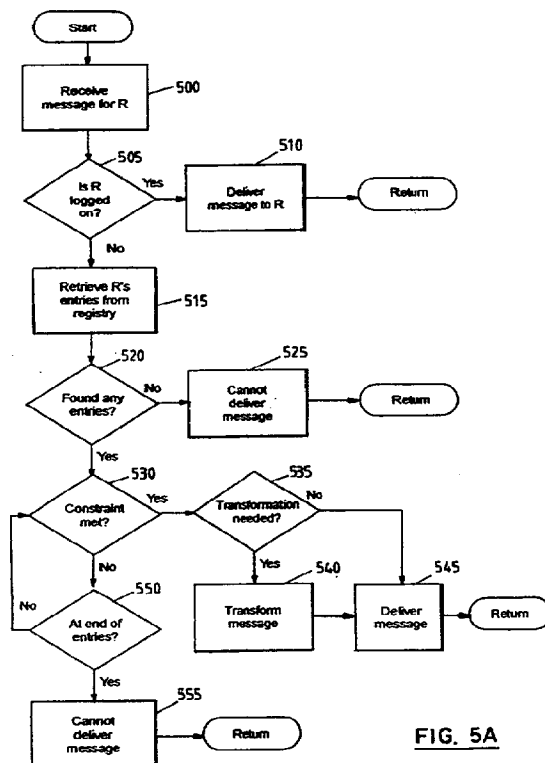 Start
Receive
message for R
500
505
Is R
logged
on?
Yes
510
Deliver
message to R
Return
No
Retrieve R's
entries from
registry
515
520
Found any
entries?
No
525
Cannot
deliver
message
Return
Yes
530
Constraint
met?
Yes
535
Transformation
needed?
No
No
Yes
540
Transform
message
545
Deliver
message
Return
No
550
At end of
entries?
Yes
555
Cannot
deliver
message
Return
FIG. 5A